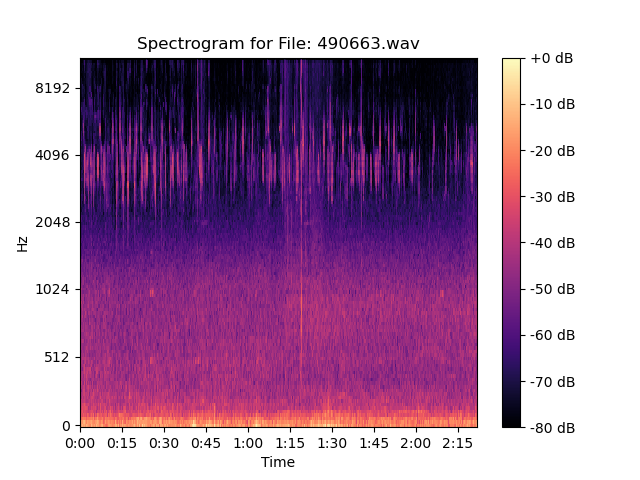 Spectrogram for File: 490663.wav
+0 dB
8192
-10 dB
4096
-20 dB
-30 dB
2048
-40 dB
Hz
1024
-50 dB
-60 dB
512
-70 dB
0
-80 dB
0:00 0:15 0:30 0:45 1:00 1:15 1:30 1:45 2:00 2:15
Time